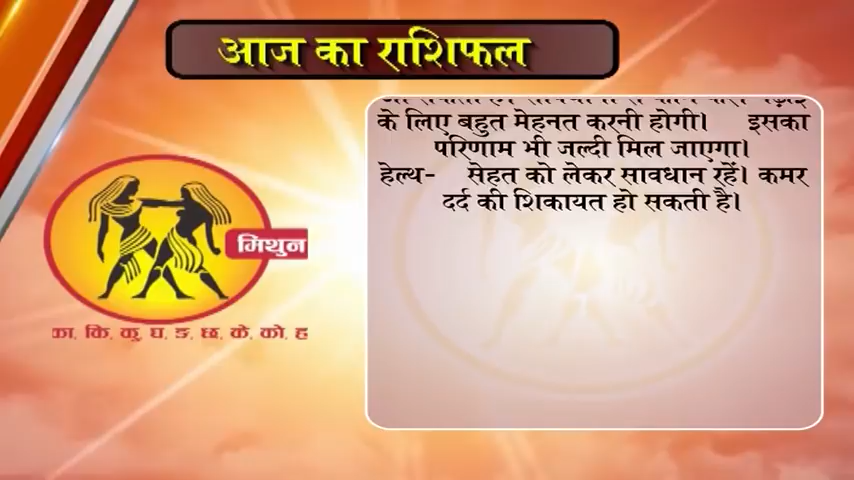 आज का राशिफल
के लिए बहुत मेहनत करनी होगी। इसका
परिणाम भी जल्दी मिल जाएगा।
हेल्थ- सेहत को लेकर सावधान रहें। कमर
दर्द की शिकायत हो सकती है।
मिथुन
का, कि, कु, घ, ङ, छ, के, को, ह